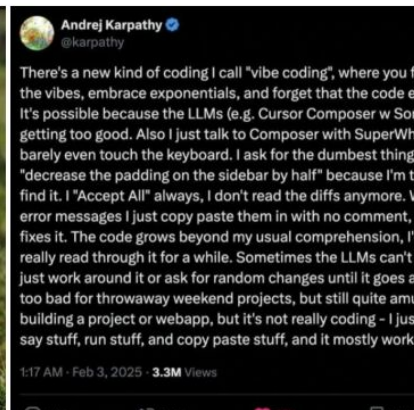 Andrej Karpathy
@karpathy
There's a new kind of coding I call "vibe coding", where you
the vibes, embrace exponentials, and forget that the code
It's possible because the LLMs (e.g. Cursor Composer w
getting too good. Also I just talk to Composer with
barely even touch the keyboard. I ask for the dumbest thing
"decrease the padding on the sidebar by half" because I'm
find it. I "Accept All" always, I don't read the diffs anymore.
error messages I just copy paste them in with no comment,
fixes it. The code grows beyond my usual comprehension,
really read through it for a while. Sometimes the LLMs can't
just work around it or ask for random changes until it goes
too bad for throwaway weekend projects, but still quite
building a project or webapp, but it's not really coding - I
say stuff, run stuff, and copy paste stuff, and it mostly
1:17 AM · Feb 3, 2025 · 3.3M Views